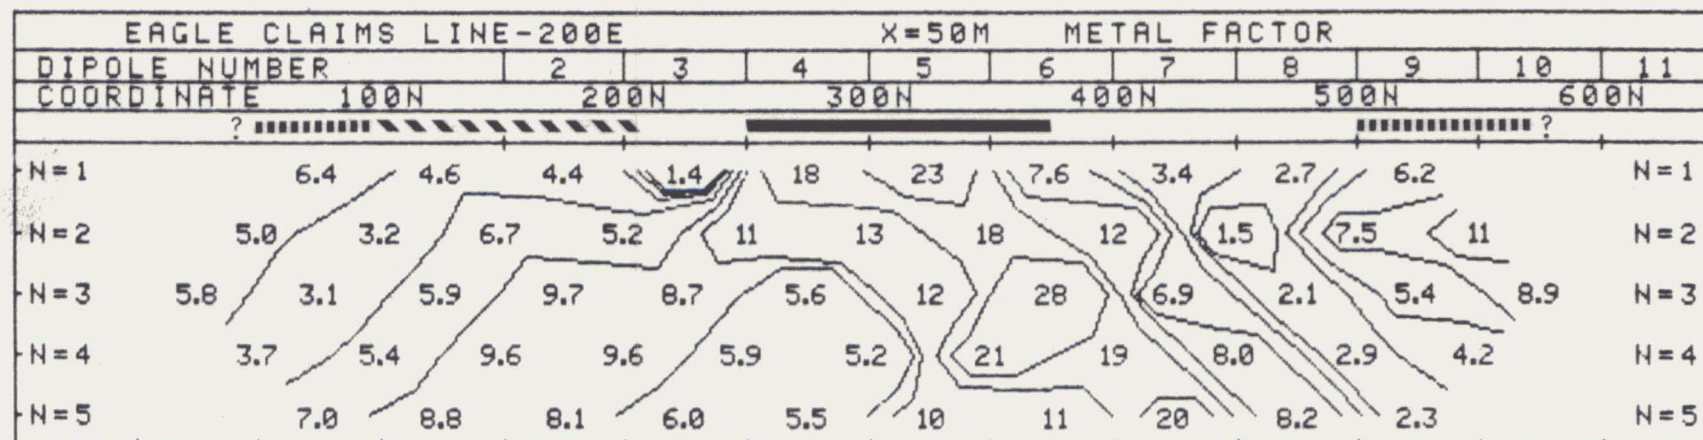 EAGLE CLAIMS LINE-200E X=50M METAL FACTOR
DIPOLE NUMBER 2 3 4 5 6 7 8 9 10 11
COORDINATE 100N 200N 300N 400N 500N 600N
? ?
N=1 6.4 4.6 4.4 1.4 18 23 7.6 3.4 2.7 6.2 N=1
N=2 5.0 3.2 6.7 5.2 11 13 18 12 1.5 7.5 11 N=2
N=3 5.8 3.1 5.9 9.7 8.7 5.6 12 28 6.9 2.1 5.4 8.9 N=3
N=4 3.7 5.4 9.6 9.6 5.9 5.2 21 19 8.0 2.9 4.2 N=4
N=5 7.0 8.8 8.1 6.0 5.5 10 11 20 8.2 2.3 N=5